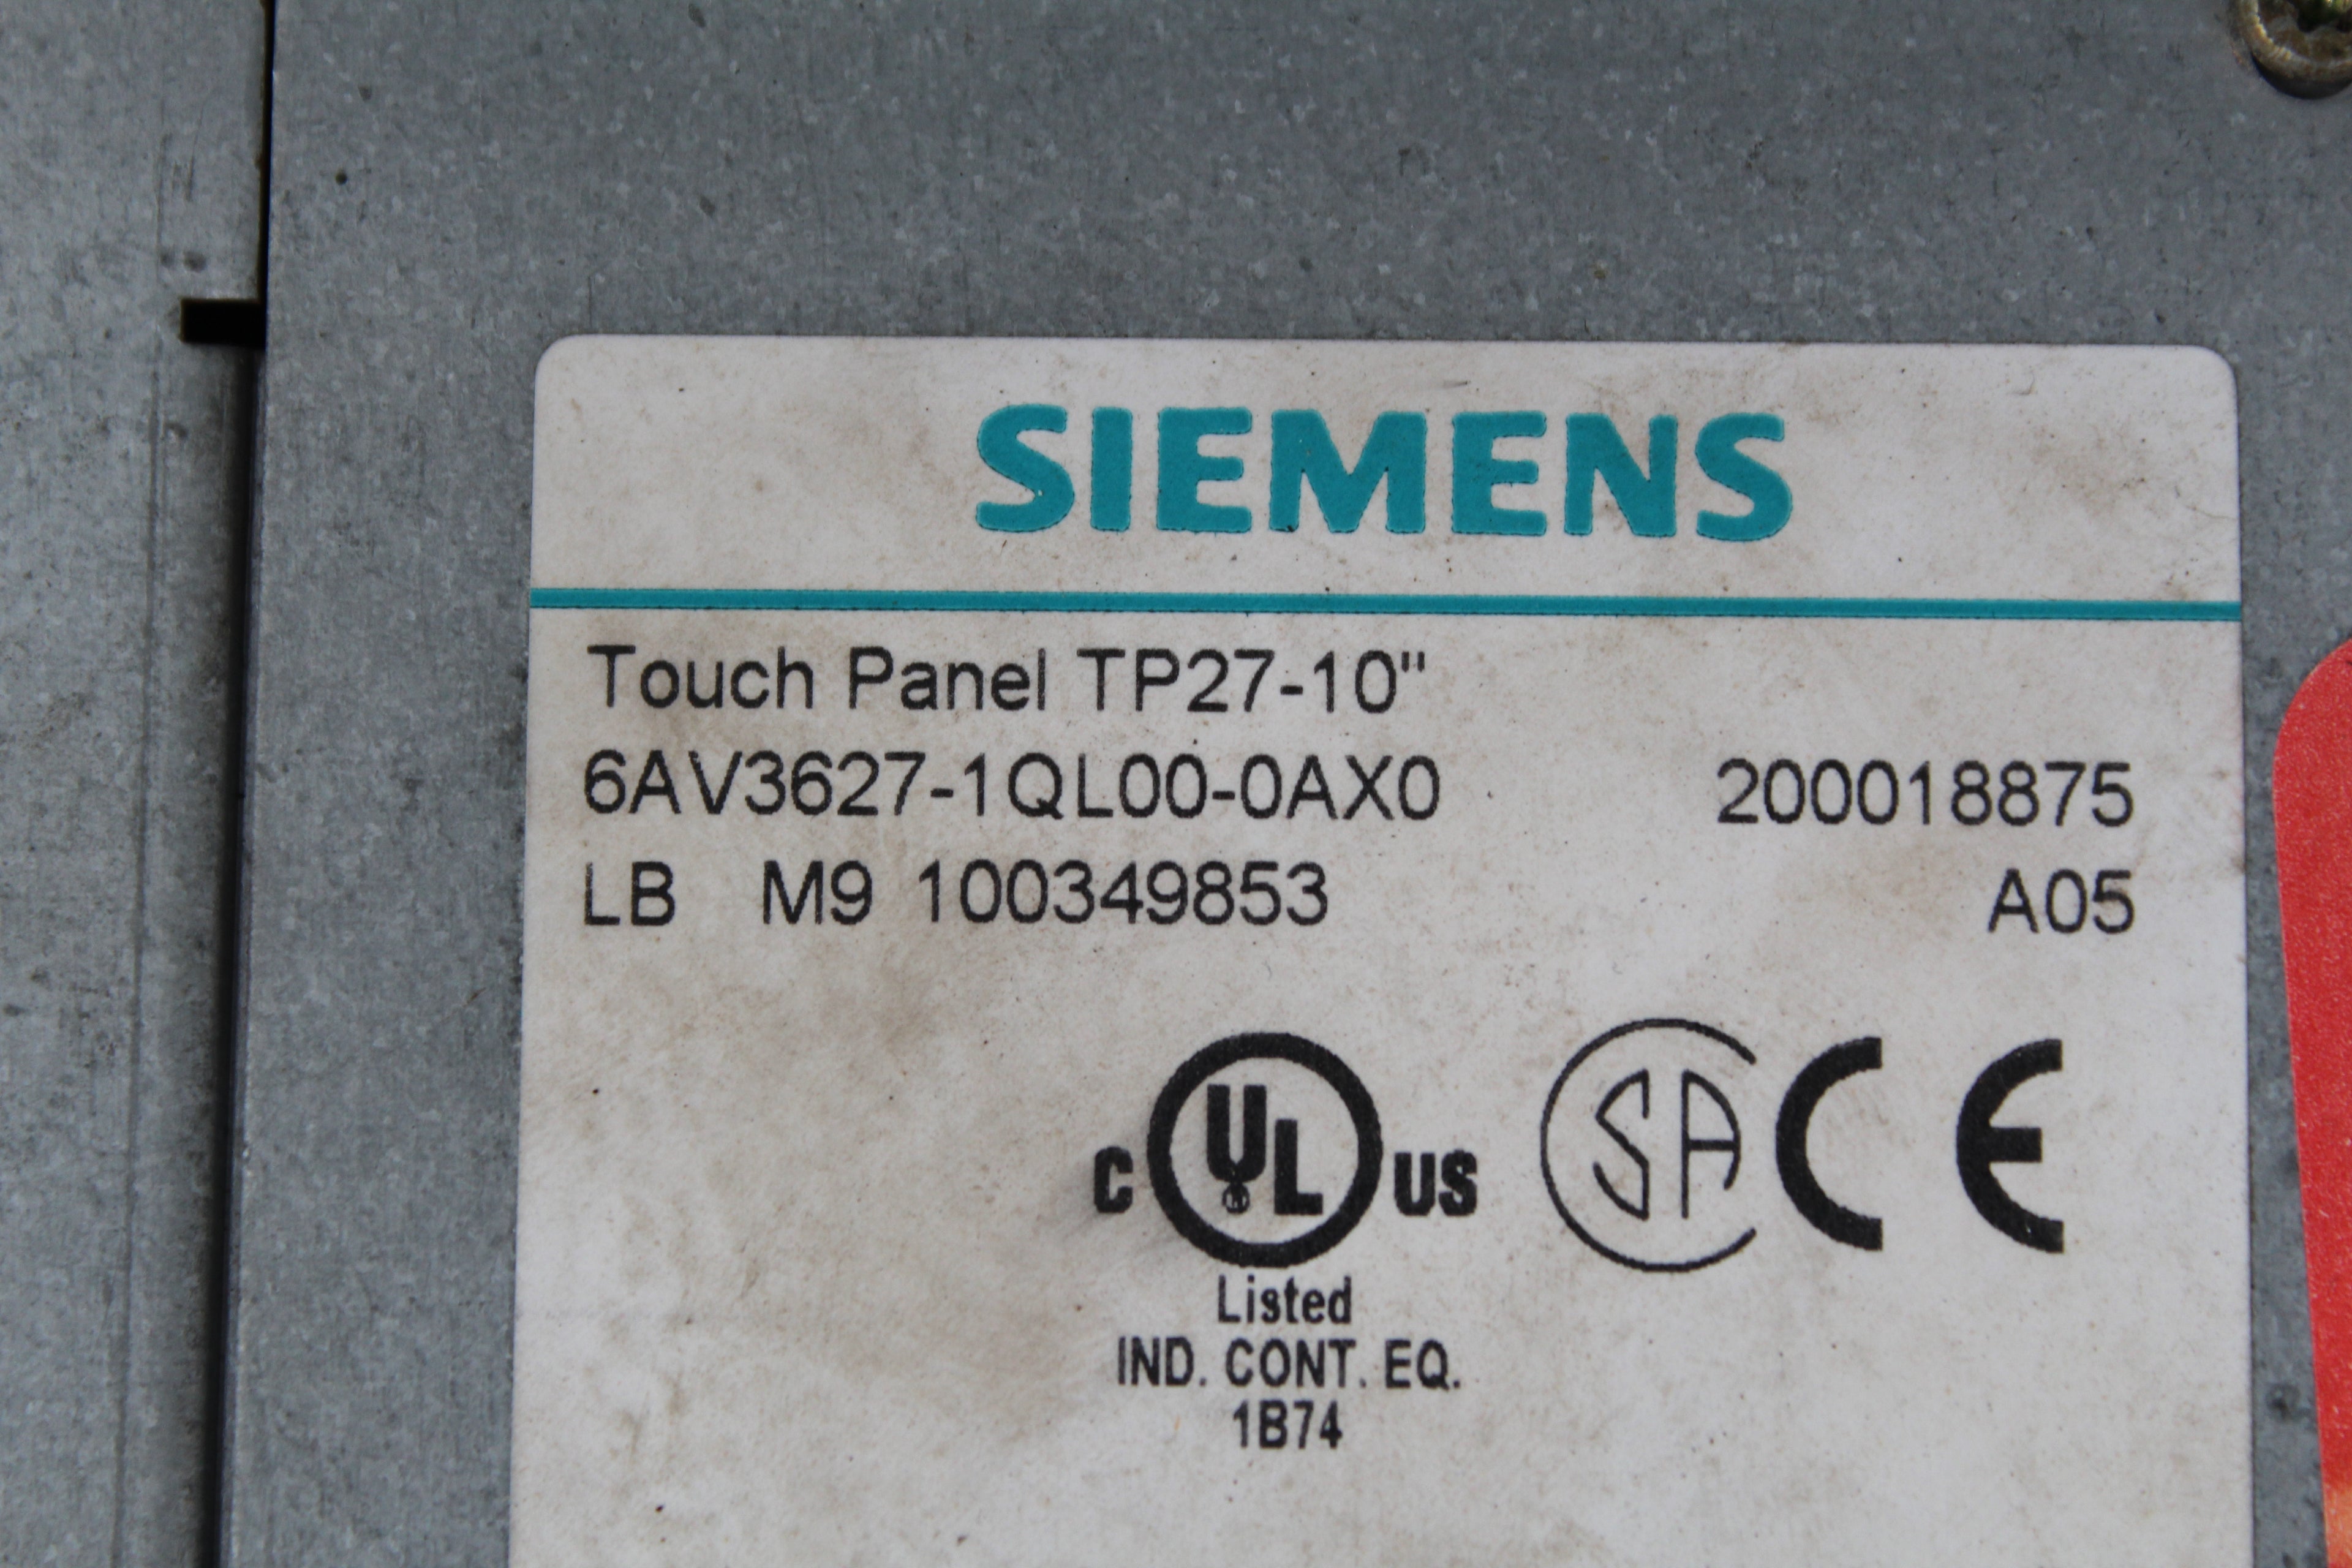 SIEMENS
Touch Panel TP27-10"
6AV3627-1QL00-0AX0 200018875
LB M9 100349853 A05
C UL US SA CE
Listed
IND. CONT. EQ.
1B74